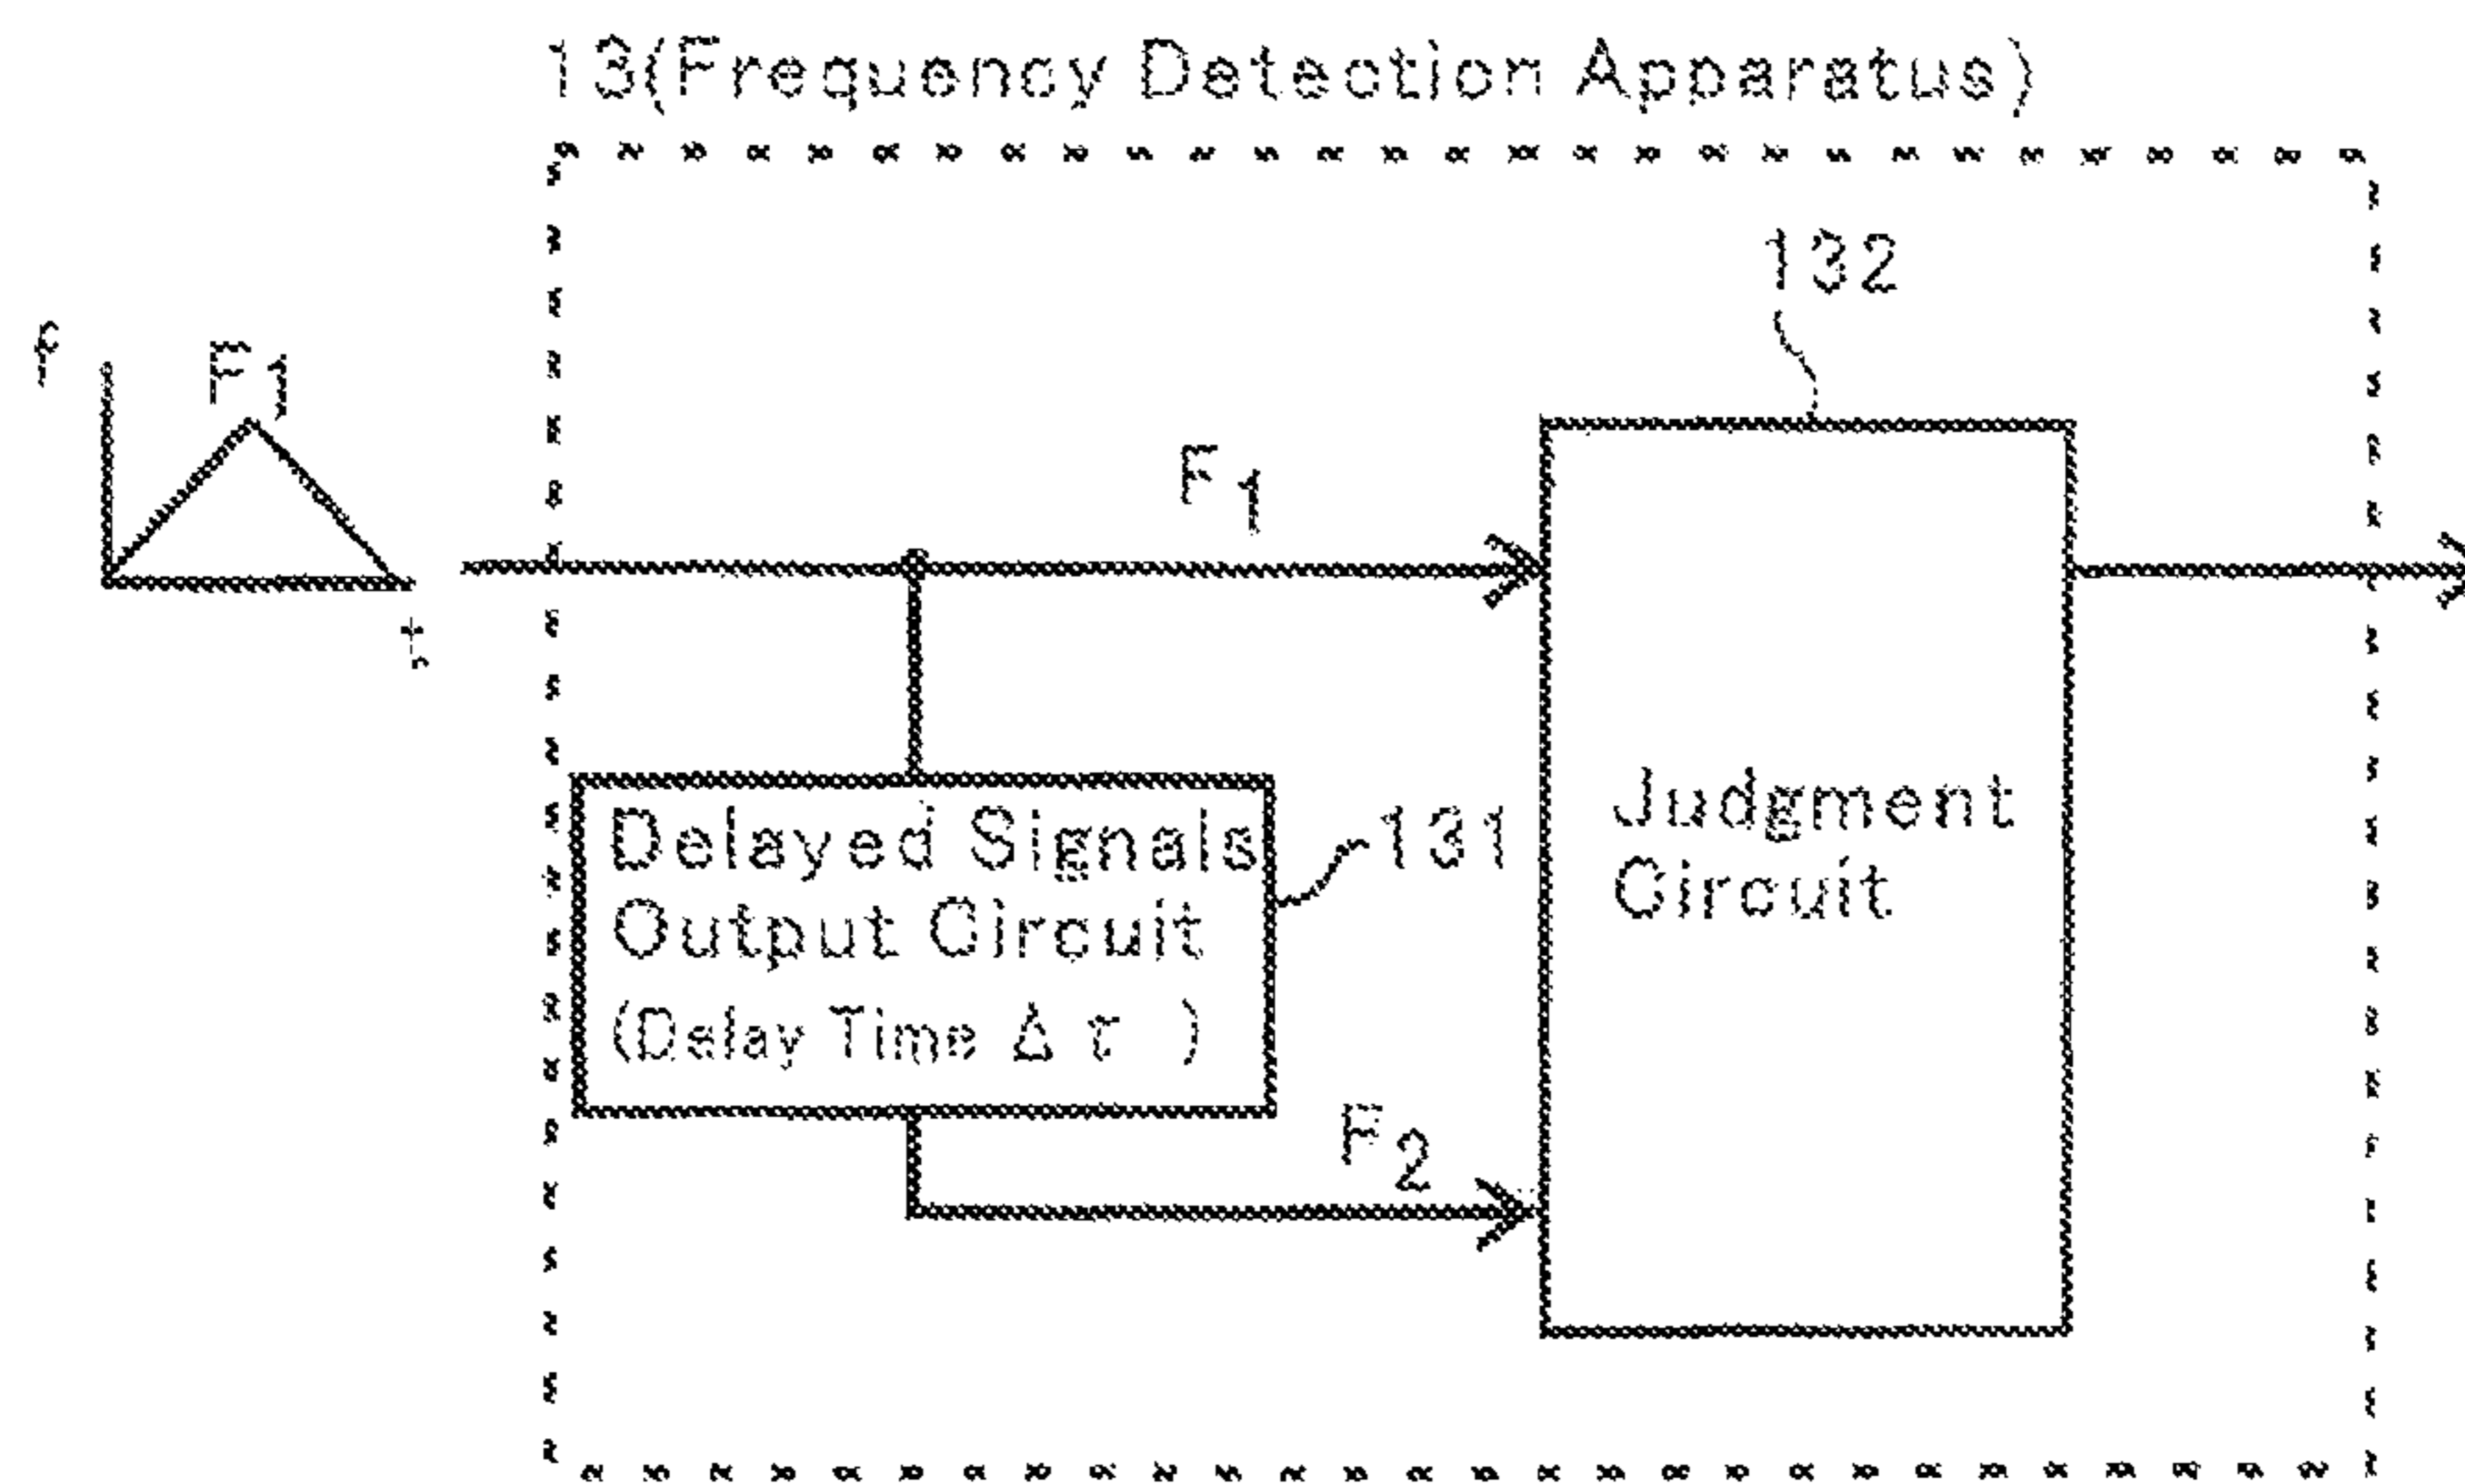 13(Frequency Detection Apparatus)
132
f
F1
F1
t
Delayed Signals
Output Circuit
(Delay Time Δτ )
131
Judgment
Circuit
F2